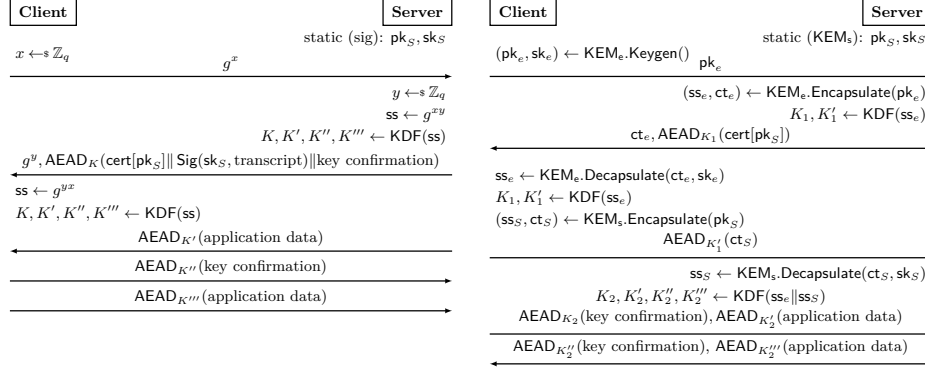 Client
Server
static (sig): pk_S, sk_S
x ←$ ℤ_q
g^x
y ←$ ℤ_q
ss ← g^{xy}
K, K′, K″, K‴ ← KDF(ss)
g^y, AEAD_K(cert[pk_S]‖ Sig(sk_S, transcript)‖key confirmation)
ss ← g^{yx}
K, K′, K″, K‴ ← KDF(ss)
AEAD_{K′}(application data)
AEAD_{K″}(key confirmation)
AEAD_{K‴}(application data)
Client
Server
static (KEM_s): pk_S, sk_S
(pk_e, sk_e) ← KEM_e.Keygen()
pk_e
(ss_e, ct_e) ← KEM_e.Encapsulate(pk_e)
K_1, K′_1 ← KDF(ss_e)
ct_e, AEAD_{K_1}(cert[pk_S])
ss_e ← KEM_e.Decapsulate(ct_e, sk_e)
K_1, K′_1 ← KDF(ss_e)
(ss_S, ct_S) ← KEM_s.Encapsulate(pk_S)
AEAD_{K′_1}(ct_S)
ss_S ← KEM_s.Decapsulate(ct_S, sk_S)
K_2, K′_2, K″_2, K‴_2 ← KDF(ss_e‖ss_S)
AEAD_{K_2}(key confirmation), AEAD_{K′_2}(application data)
AEAD_{K″_2}(key confirmation), AEAD_{K‴_2}(application data)